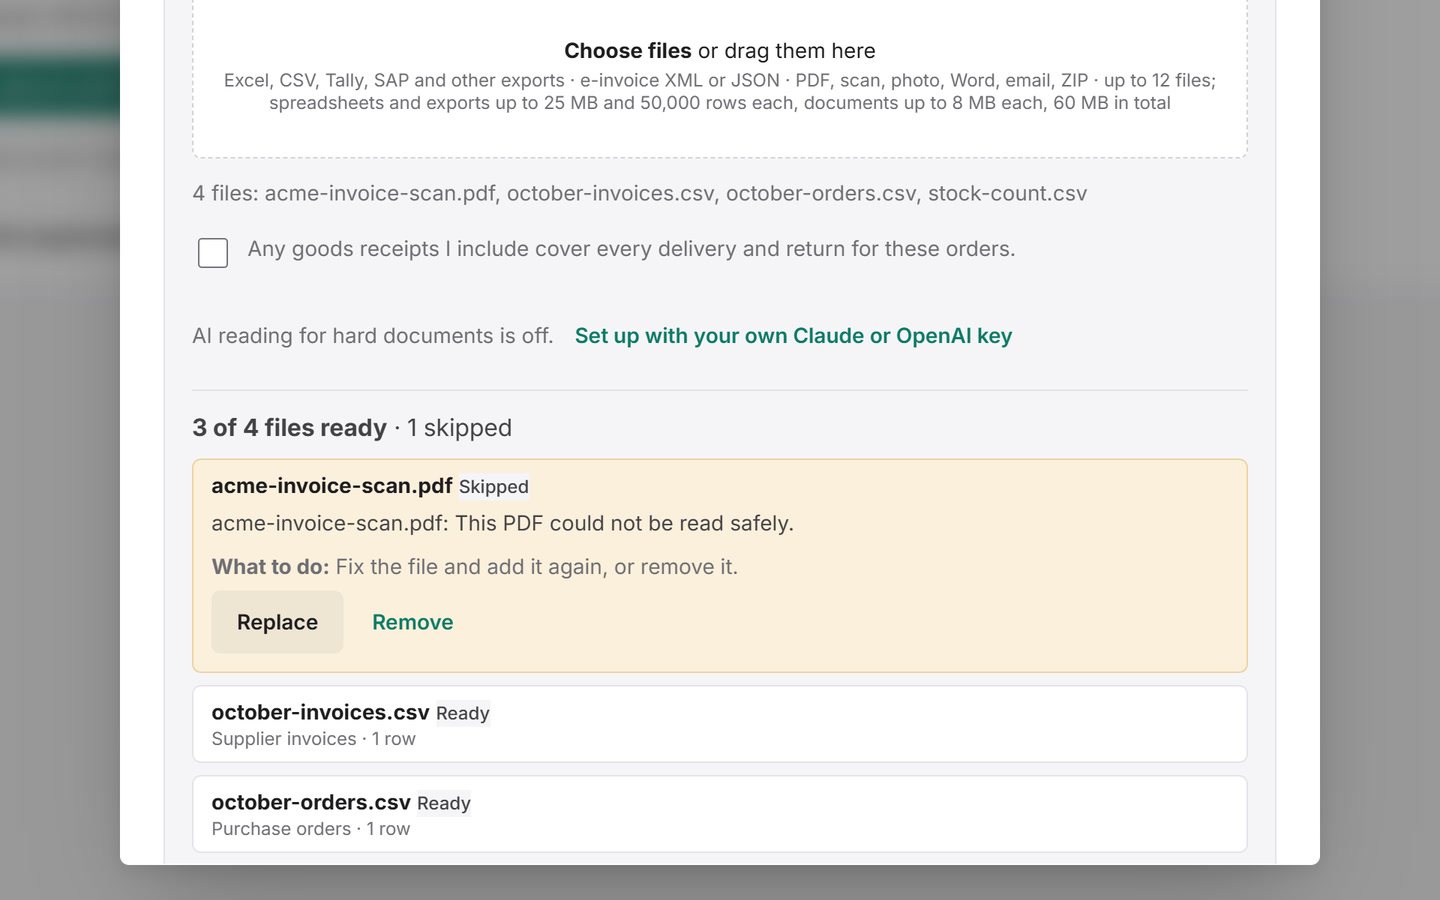 Choose files or drag them here
Excel, CSV, Tally, SAP and other exports · e-invoice XML or JSON · PDF, scan, photo, Word, email, ZIP · up to 12 files;
spreadsheets and exports up to 25 MB and 50,000 rows each, documents up to 8 MB each, 60 MB in total
4 files: acme-invoice-scan.pdf, october-invoices.csv, october-orders.csv, stock-count.csv
Any goods receipts I include cover every delivery and return for these orders.
AI reading for hard documents is off. Set up with your own Claude or OpenAI key
3 of 4 files ready · 1 skipped
acme-invoice-scan.pdf Skipped
acme-invoice-scan.pdf: This PDF could not be read safely.
What to do: Fix the file and add it again, or remove it.
Replace Remove
october-invoices.csv Ready
Supplier invoices · 1 row
october-orders.csv Ready
Purchase orders · 1 row